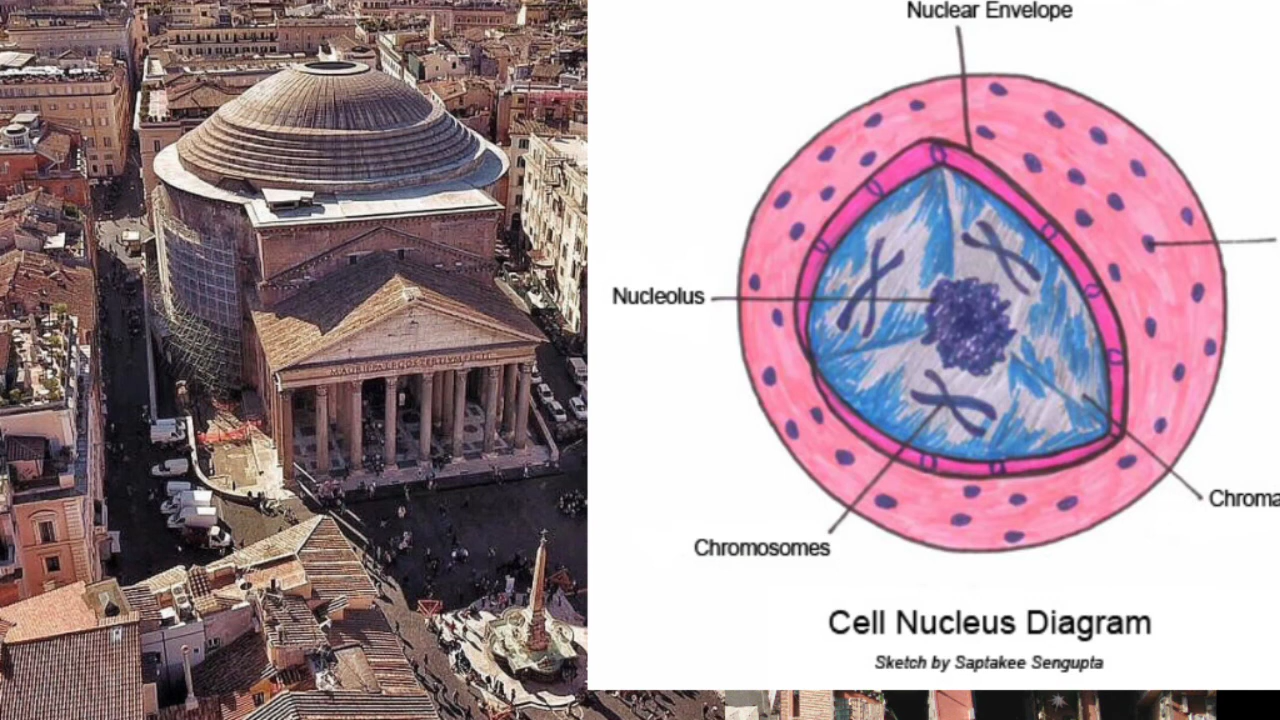 Nuclear Envelope
Nucleolus
Chroma
Chromosomes
Cell Nucleus Diagram
Sketch by Saptakee Sengupta